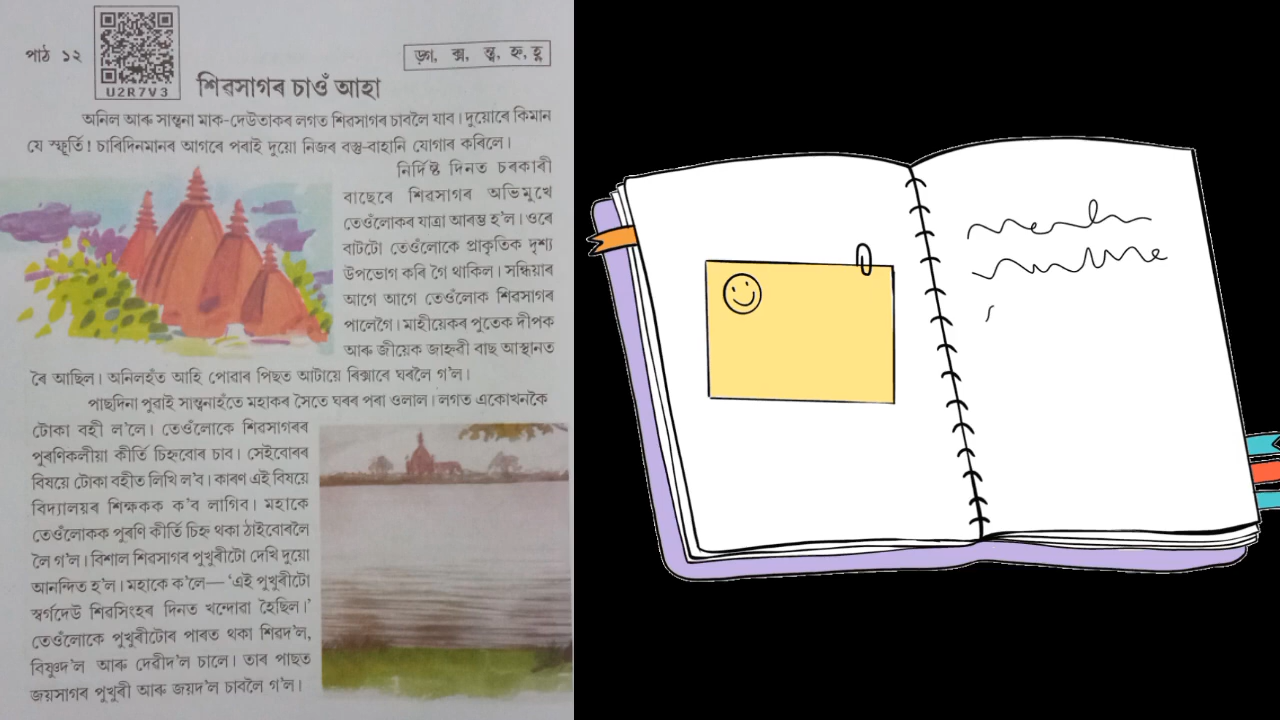 পাঠ ১২
U2R7V3
ড়্গ, ক্স, ন্ত্ব, হ্ন, হ্ণ
শিৱসাগৰ চাওঁ আহা
অনিল আৰু সান্ত্বনা মাক-দেউতাকৰ লগত শিৱসাগৰ চাবলৈ যাব। দুয়োৰে কিমান
যে স্ফূৰ্তি! চাৰিদিনমানৰ আগৰে পৰাই দুয়ো নিজৰ বস্তু-বাহানি যোগাৰ কৰিলে।
নিৰ্দিষ্ট দিনত চৰকাৰী
বাছেৰে শিৱসাগৰ অভিমুখে
তেওঁলোকৰ যাত্ৰা আৰম্ভ হ’ল। ওৰে
বাটটো তেওঁলোকে প্ৰাকৃতিক দৃশ্য
উপভোগ কৰি গৈ থাকিল। সন্ধিয়াৰ
আগে আগে তেওঁলোক শিৱসাগৰ
পালেগৈ। মাহীয়েকৰ পুতেক দীপক
আৰু জীয়েক জাহ্নৱী বাছ আস্থানত
ৰৈ আছিল। অনিলহঁত আহি পোৱাৰ পিছত আটায়ে ৰিক্সাৰে ঘৰলৈ গ’ল।
পাছদিনা পুৱাই সান্ত্বনাহঁতে মহাকৰ সৈতে ঘৰৰ পৰা ওলাল। লগত একোখনকৈ
টোকা বহী ল’লে। তেওঁলোকে শিৱসাগৰৰ
পুৰণিকলীয়া কীৰ্তি চিহ্নবোৰ চাব। সেইবোৰৰ
বিষয়ে টোকা বহীত লিখি ল’ব। কাৰণ এই বিষয়ে
বিদ্যালয়ৰ শিক্ষকক ক’ব লাগিব। মহাকে
তেওঁলোকক পুৰণি কীৰ্তি চিহ্ন থকা ঠাইবোৰলৈ
লৈ গ’ল। বিশাল শিৱসাগৰ পুখুৰীটো দেখি দুয়ো
আনন্দিত হ’ল। মহাকে ক’লে— ‘এই পুখুৰীটো
স্বৰ্গদেউ শিৱসিংহৰ দিনত খন্দোৱা হৈছিল।’
তেওঁলোকে পুখুৰীটোৰ পাৰত থকা শিৱদ’ল,
বিষ্ণুদ’ল আৰু দেৱীদ’ল চালে। তাৰ পাছত
জয়সাগৰ পুখুৰী আৰু জয়দ’ল চাবলৈ গ’ল।